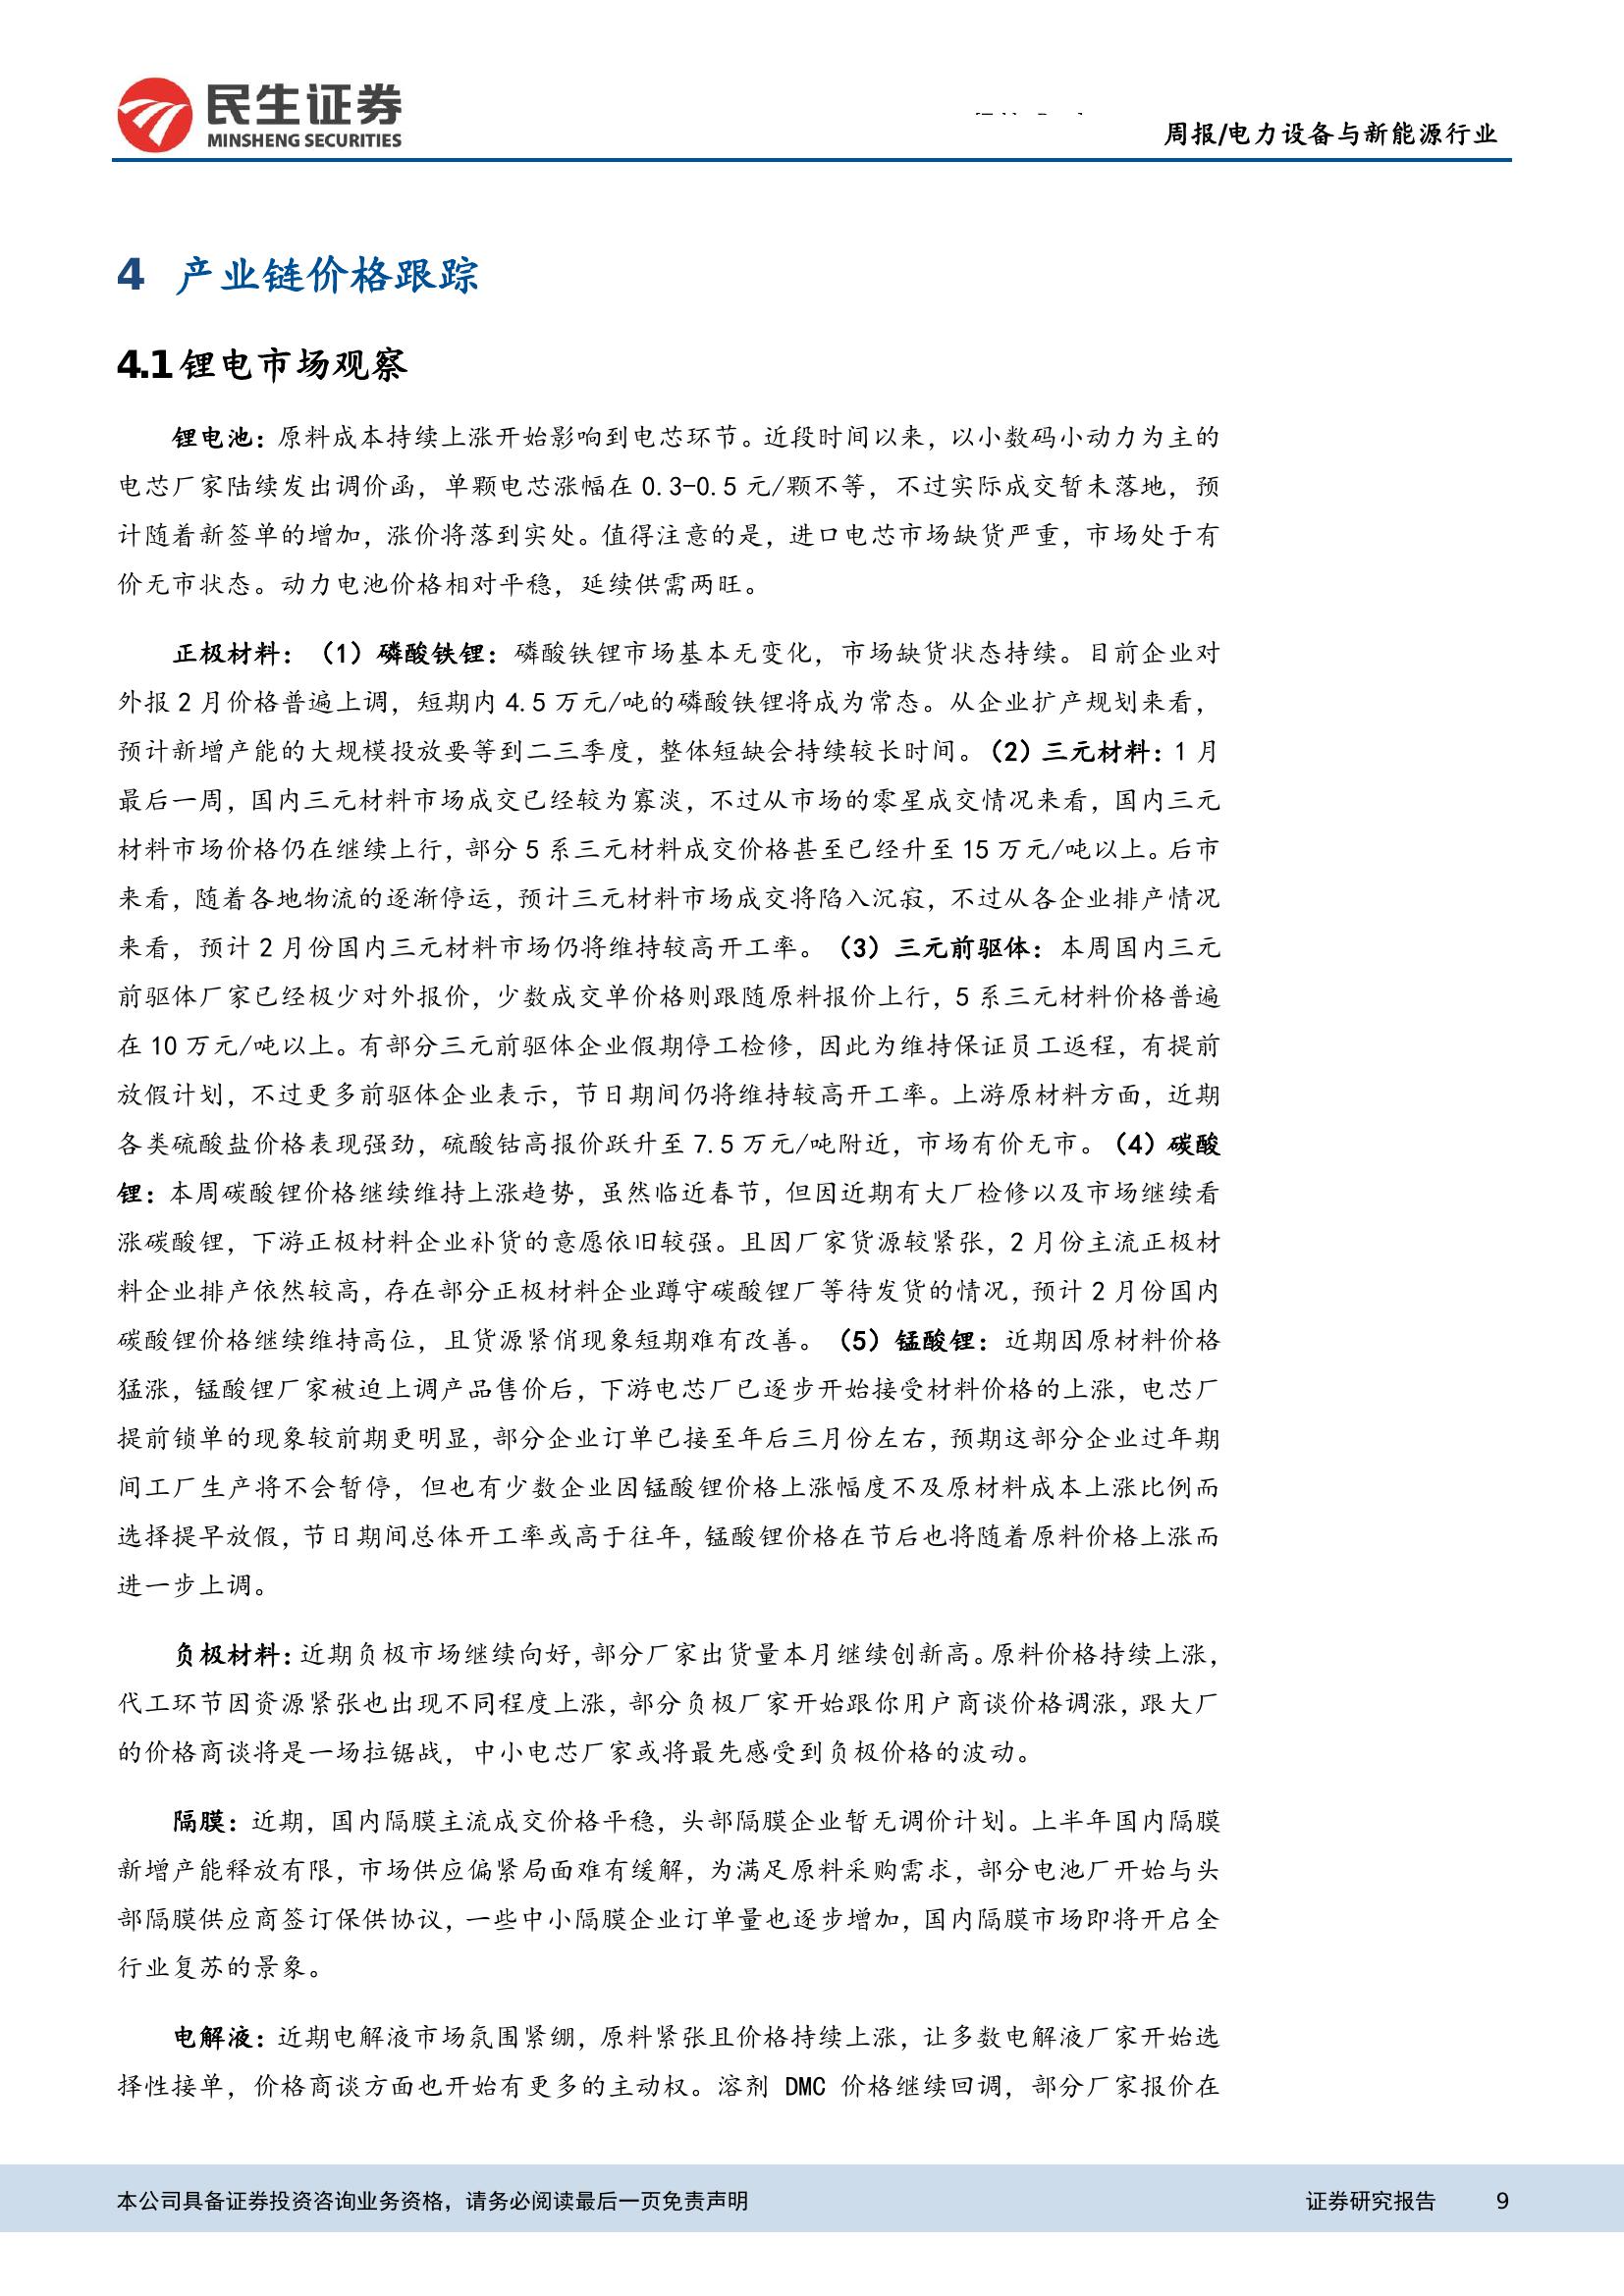 民生证券
MINSHENG SECURITIES
周报/电力设备与新能源行业
4 产业链价格跟踪
4.1 锂电市场观察
锂电池：原料成本持续上涨开始影响到电芯环节。近段时间以来，以小数码小动力为主的
电芯厂家陆续发出调价函，单颗电芯涨幅在 0.3-0.5 元/颗不等，不过实际成交暂未落地，预
计随着新签单的增加，涨价将落到实处。值得注意的是，进口电芯市场缺货严重，市场处于有
价无市状态。动力电池价格相对平稳，延续供需两旺。
正极材料：（1）磷酸铁锂：磷酸铁锂市场基本无变化，市场缺货状态持续。目前企业对
外报 2 月价格普遍上调，短期内 4.5 万元/吨的磷酸铁锂将成为常态。从企业扩产规划来看，
预计新增产能的大规模投放要等到二三季度，整体短缺会持续较长时间。（2）三元材料：1 月
最后一周，国内三元材料市场成交已经较为寡淡，不过从市场的零星成交情况来看，国内三元
材料市场价格仍在继续上行，部分 5 系三元材料成交价格甚至已经升至 15 万元/吨以上。后市
来看，随着各地物流的逐渐停运，预计三元材料市场成交将陷入沉寂，不过从各企业排产情况
来看，预计 2 月份国内三元材料市场仍将维持较高开工率。（3）三元前驱体：本周国内三元
前驱体厂家已经极少对外报价，少数成交单价格则跟随原料报价上行，5 系三元材料价格普遍
在 10 万元/吨以上。有部分三元前驱体企业假期停工检修，因此为维持保证员工返程，有提前
放假计划，不过更多前驱体企业表示，节日期间仍将维持较高开工率。上游原材料方面，近期
各类硫酸盐价格表现强劲，硫酸钴高报价跃升至 7.5 万元/吨附近，市场有价无市。（4）碳酸
锂：本周碳酸锂价格继续维持上涨趋势，虽然临近春节，但因近期有大厂检修以及市场继续看
涨碳酸锂，下游正极材料企业补货的意愿依旧较强。且因厂家货源较紧张，2 月份主流正极材
料企业排产依然较高，存在部分正极材料企业蹲守碳酸锂厂等待发货的情况，预计 2 月份国内
碳酸锂价格继续维持高位，且货源紧俏现象短期难有改善。（5）锰酸锂：近期因原材料价格
猛涨，锰酸锂厂家被迫上调产品售价后，下游电芯厂已逐步开始接受材料价格的上涨，电芯厂
提前锁单的现象较前期更明显，部分企业订单已接至年后三月份左右，预期这部分企业过年期
间工厂生产将不会暂停，但也有少数企业因锰酸锂价格上涨幅度不及原材料成本上涨比例而
选择提早放假，节日期间总体开工率或高于往年，锰酸锂价格在节后也将随着原料价格上涨而
进一步上调。
负极材料：近期负极市场继续向好，部分厂家出货量本月继续创新高。原料价格持续上涨，
代工环节因资源紧张也出现不同程度上涨，部分负极厂家开始跟你用户商谈价格调涨，跟大厂
的价格商谈将是一场拉锯战，中小电芯厂家或将最先感受到负极价格的波动。
隔膜：近期，国内隔膜主流成交价格平稳，头部隔膜企业暂无调价计划。上半年国内隔膜
新增产能释放有限，市场供应偏紧局面难有缓解，为满足原料采购需求，部分电池厂开始与头
部隔膜供应商签订保供协议，一些中小隔膜企业订单量也逐步增加，国内隔膜市场即将开启全
行业复苏的景象。
电解液：近期电解液市场氛围紧绷，原料紧张且价格持续上涨，让多数电解液厂家开始选
择性接单，价格商谈方面也开始有更多的主动权。溶剂 DMC 价格继续回调，部分厂家报价在
本公司具备证券投资咨询业务资格，请务必阅读最后一页免责声明 证券研究报告 9